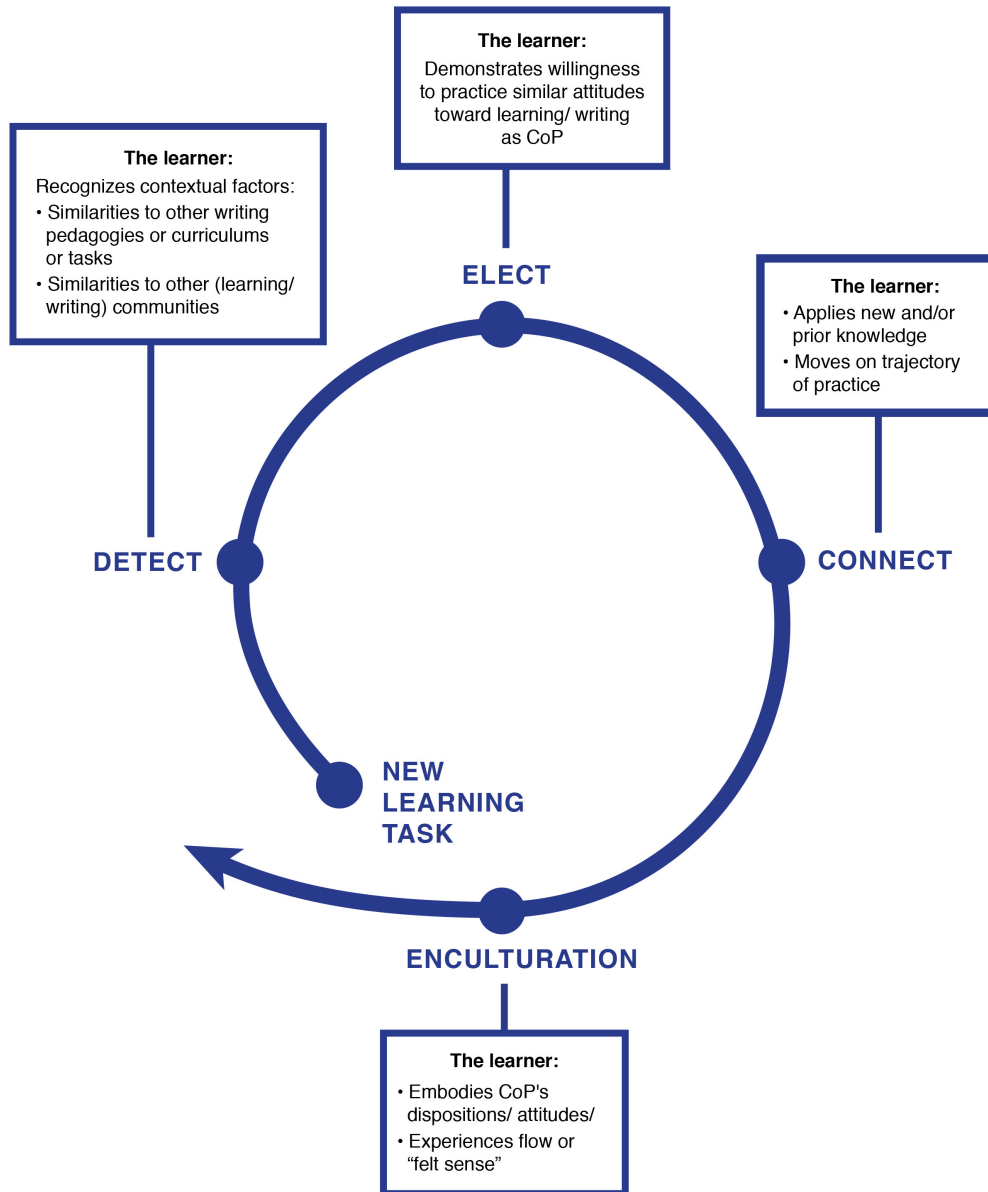 The learner:
Demonstrates willingness
to practice similar attitudes
toward learning/ writing
as CoP
The learner:
Recognizes contextual factors:
• Similarities to other writing
pedagogies or curriculums
or tasks
• Similarities to other (learning/
writing) communities
ELECT
The learner:
• Applies new and/or
prior knowledge
• Moves on trajectory
of practice
DETECT
CONNECT
NEW
LEARNING
TASK
ENCULTURATION
The learner:
• Embodies CoP's
dispositions/ attitudes/
• Experiences flow or
“felt sense”